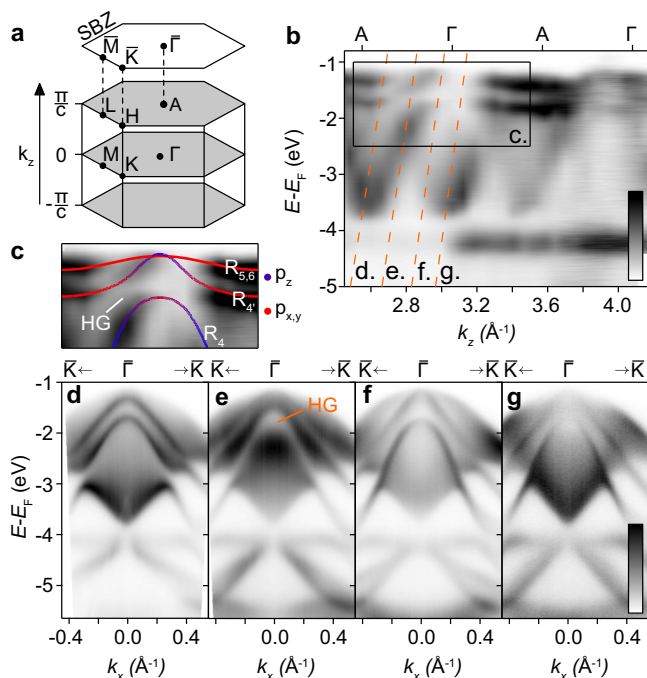 a
SBZ
M̄
K̄
Γ̄
π/c
L
H
A
k_z
0
M
K
Γ
-π/c
b
A Γ A Γ
-1
-2
-3
-4
-5
E-E_F (eV)
c.
d. e. f. g.
2.8 3.2 3.6 4.0
k_z (Å⁻¹)
c
R_5,6
R_4'
R_4
HG
p_z
p_x,y
K̄← Γ̄ →K̄ K̄← Γ̄ →K̄ K̄← Γ̄ →K̄ K̄← Γ̄ →K̄
d e f g
HG
-1
-2
-3
-4
-5
E-E_F (eV)
-0.4 0.0 0.4 0.0 0.4 0.0 0.4 0.0 0.4
k_x (Å⁻¹) k_x (Å⁻¹) k_x (Å⁻¹) k_x (Å⁻¹)